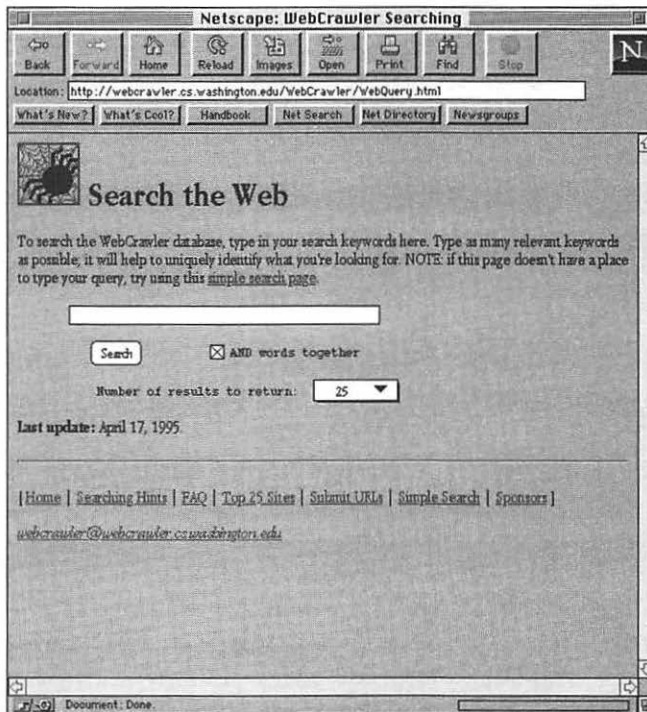 Netscape: WebCrawler Searching
Back Forward Home Reload Images Open Print Find Stop
N
Location: http://webcrawler.cs.washington.edu/WebCrawler/WebQuery.html
What's New? What's Cool? Handbook Net Search Net Directory Newsgroups
Search the Web
To search the WebCrawler database, type in your search keywords here. Type as many relevant keywords
as possible; it will help to uniquely identify what you're looking for. NOTE: if this page doesn't have a place
to type your query, try using this simple search page.
Search AND words together
Number of results to return: 25
Last update: April 17, 1995.
[ Home | Searching Hints | FAQ | Top 25 Sites | Submit URLs | Simple Search | Sponsors ]
webcrawler@webcrawler.cs.washington.edu
Document: Done.